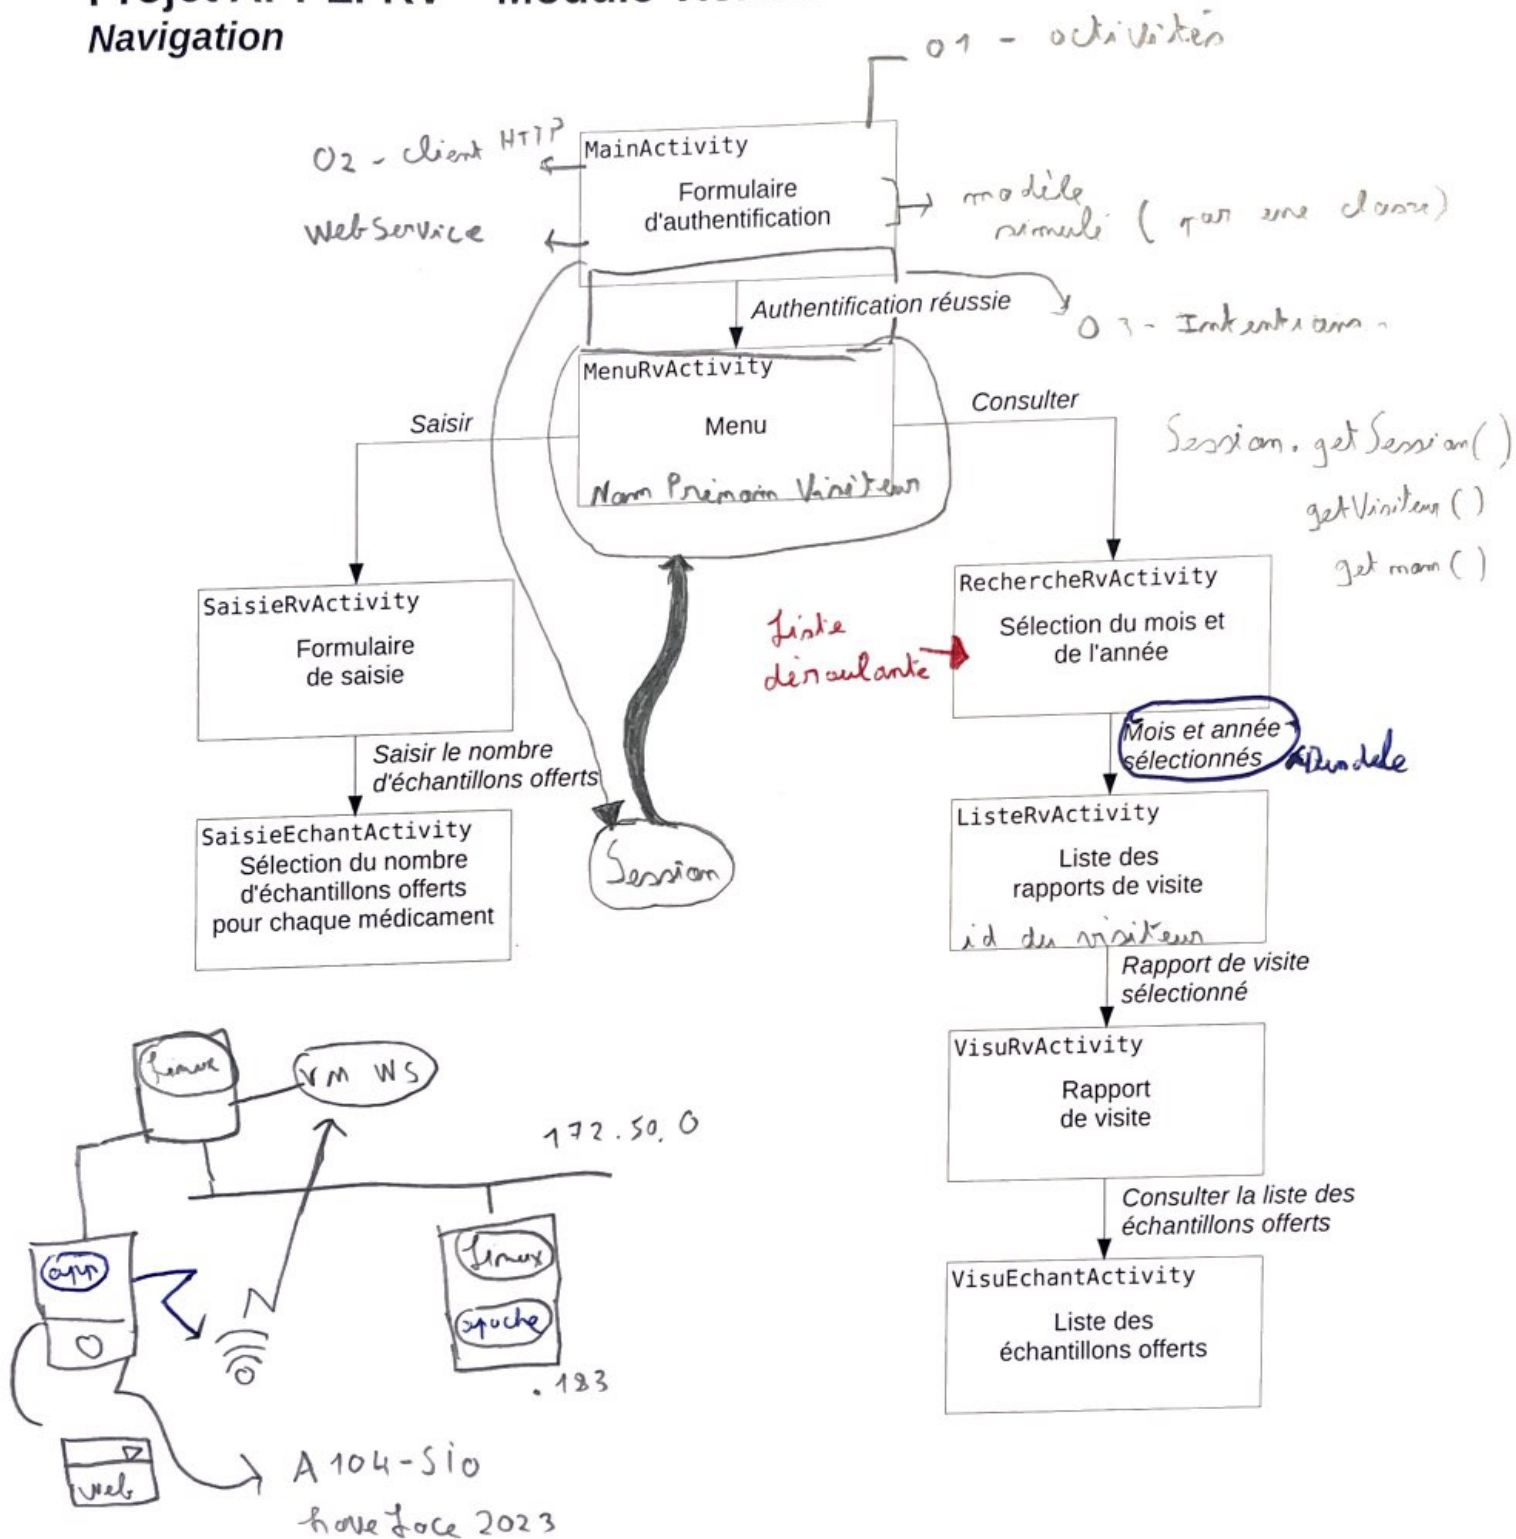 Navigation
01 - activités
02 - client HTTP
MainActivity
Formulaire
d'authentification
modèle
simulé ( par une classe)
WebService
Authentification réussie
03 - Intentions.
MenuRvActivity
Menu
Nom Prénom Visiteur
Saisir
Consulter
Session. getSession()
getVisiteur ()
get nom ()
SaisieRvActivity
Formulaire
de saisie
RechercheRvActivity
Sélection du mois et
de l'année
Liste
déroulante
Saisir le nombre
d'échantillons offerts
Mois et année
sélectionnés
Bundle
SaisieEchantActivity
Sélection du nombre
d'échantillons offerts
pour chaque médicament
Session
ListeRvActivity
Liste des
rapports de visite
id du visiteur
Rapport de visite
sélectionné
VisuRvActivity
Rapport
de visite
Consulter la liste des
échantillons offerts
VisuEchantActivity
Liste des
échantillons offerts
Linux
VM WS
172.50.0
app
Linux
apache
.183
web
A104-SIO
2023